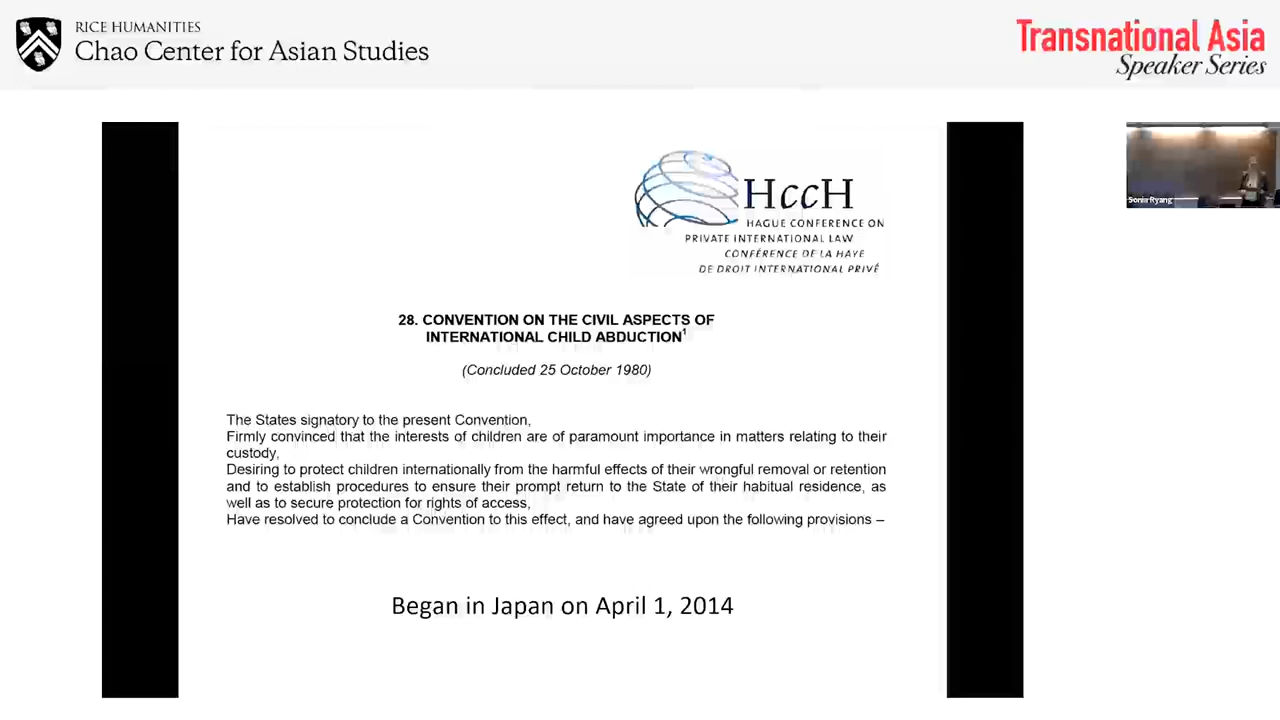 RICE HUMANITIES
Chao Center for Asian Studies
Transnational Asia
Speaker Series
Sonia Ryang
HccH
HAGUE CONFERENCE ON
PRIVATE INTERNATIONAL LAW
CONFÉRENCE DE LA HAYE
DE DROIT INTERNATIONAL PRIVÉ
28. CONVENTION ON THE CIVIL ASPECTS OF
INTERNATIONAL CHILD ABDUCTION1
(Concluded 25 October 1980)
The States signatory to the present Convention,
Firmly convinced that the interests of children are of paramount importance in matters relating to their
custody,
Desiring to protect children internationally from the harmful effects of their wrongful removal or retention
and to establish procedures to ensure their prompt return to the State of their habitual residence, as
well as to secure protection for rights of access,
Have resolved to conclude a Convention to this effect, and have agreed upon the following provisions –
Began in Japan on April 1, 2014